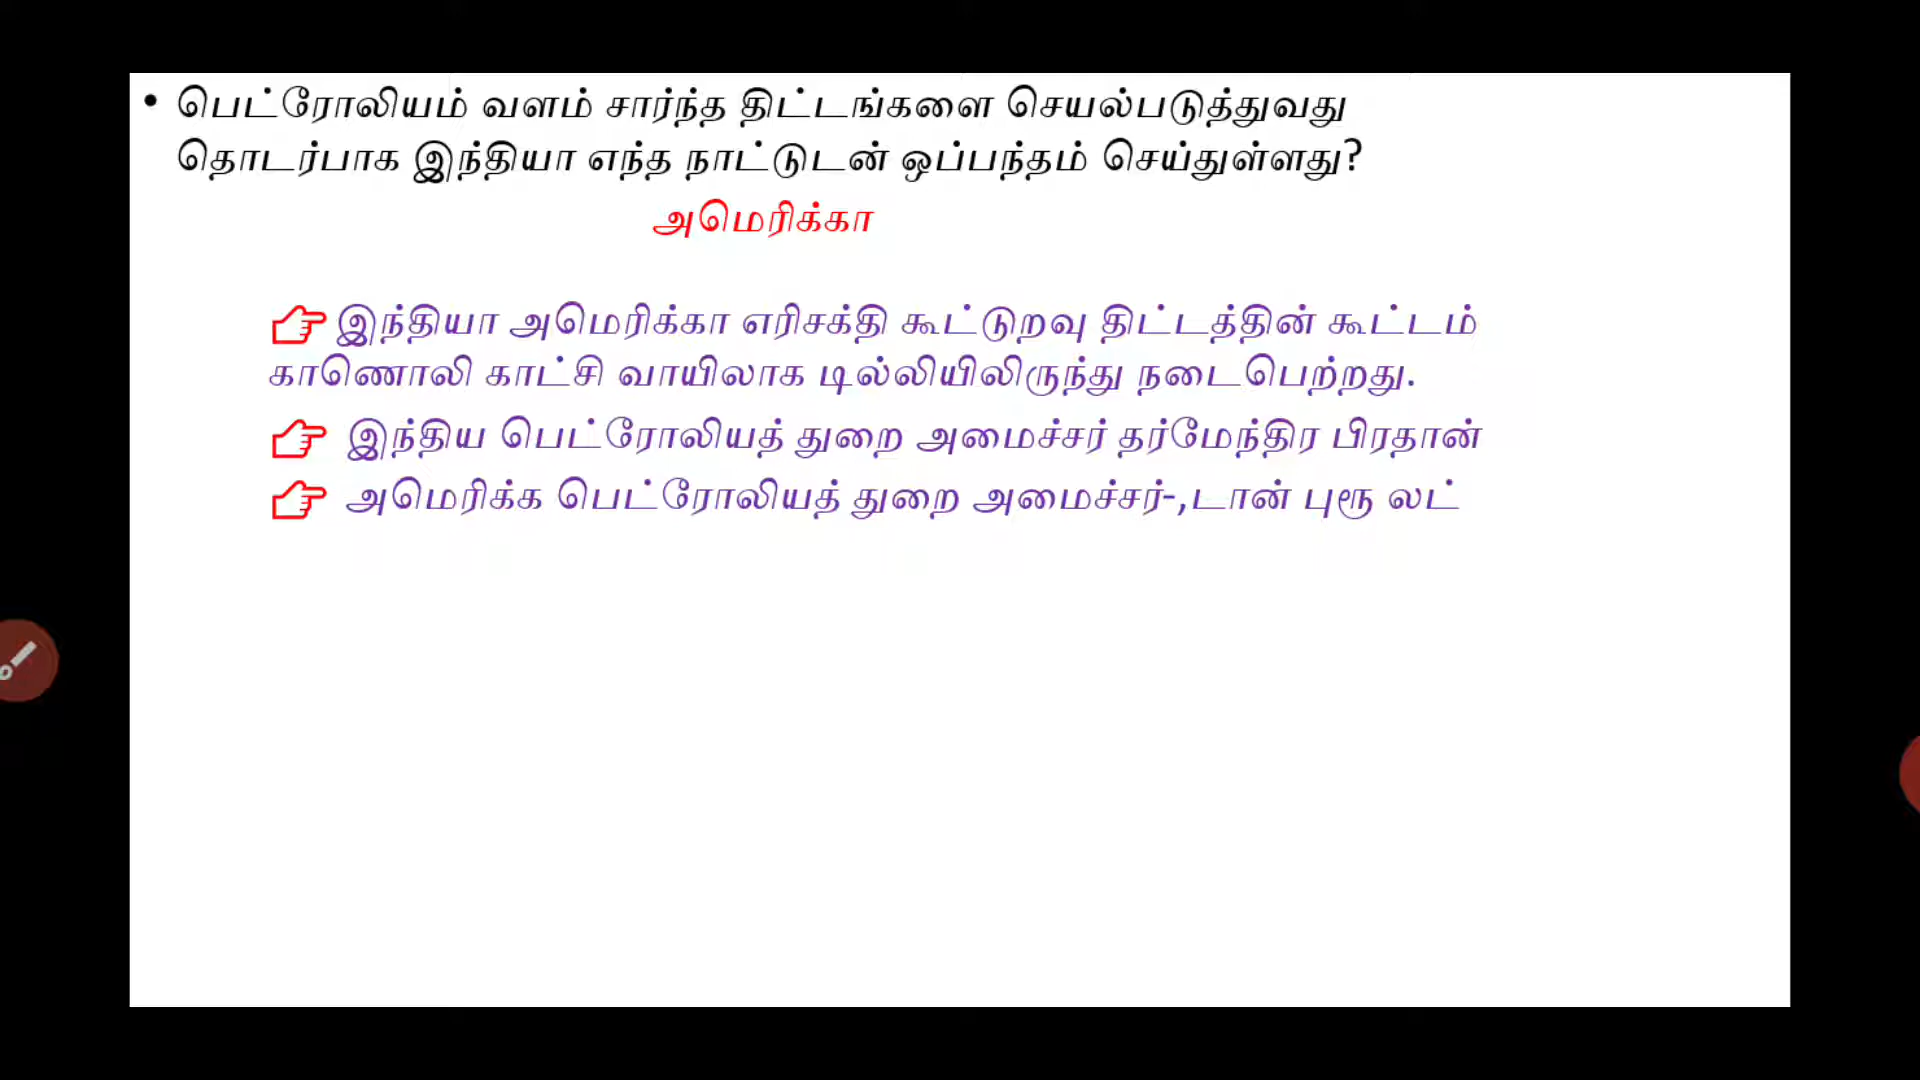 • பெட்ரோலியம் வளம் சார்ந்த திட்டங்களை செயல்படுத்துவது
தொடர்பாக இந்தியா எந்த நாட்டுடன் ஒப்பந்தம் செய்துள்ளது?
அமெரிக்கா
இந்தியா அமெரிக்கா எரிசக்தி கூட்டுறவு திட்டத்தின் கூட்டம்
காணொலி காட்சி வாயிலாக டில்லியிலிருந்து நடைபெற்றது.
இந்திய பெட்ரோலியத் துறை அமைச்சர் தர்மேந்திர பிரதான்
அமெரிக்க பெட்ரோலியத் துறை அமைச்சர்-,டான் புரூ லட்